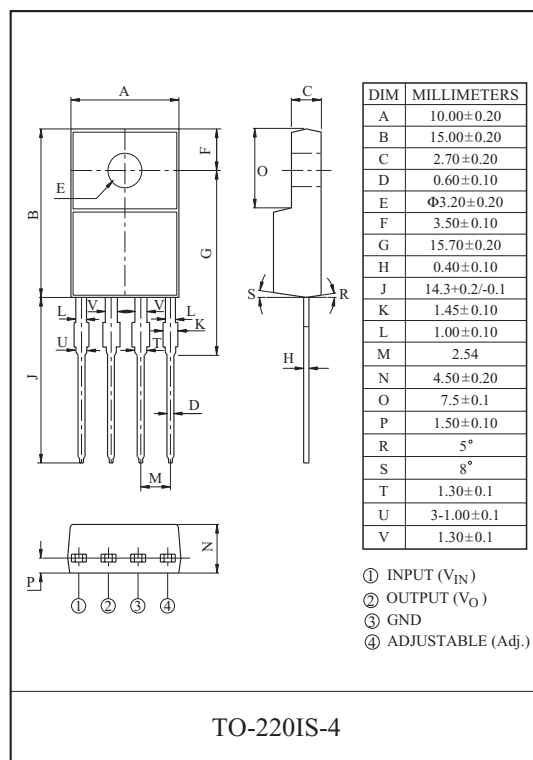 A
C
F
O
E
B
G
S
R
L V V L
K
U T
H
J
D
M
N
P
① ② ③ ④
DIM MILLIMETERS
A 10.00±0.20
B 15.00±0.20
C 2.70±0.20
D 0.60±0.10
E Φ3.20±0.20
F 3.50±0.10
G 15.70±0.20
H 0.40±0.10
J 14.3+0.2/-0.1
K 1.45±0.10
L 1.00±0.10
M 2.54
N 4.50±0.20
O 7.5±0.1
P 1.50±0.10
R 5°
S 8°
T 1.30±0.1
U 3-1.00±0.1
V 1.30±0.1
① INPUT (VIN)
② OUTPUT (VO)
③ GND
④ ADJUSTABLE (Adj.)
TO-220IS-4